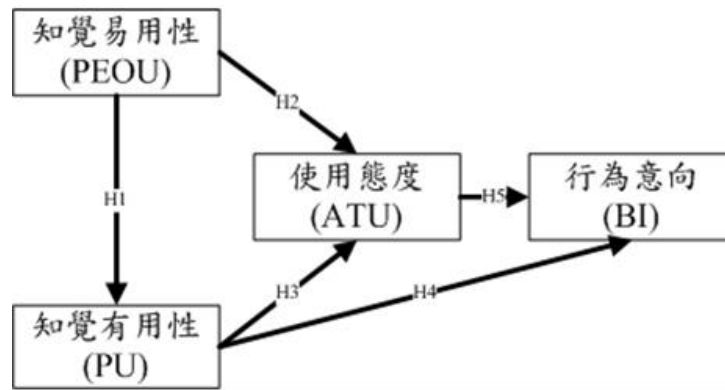 知覺易用性
(PEOU)
H2
使用態度
(ATU)
行為意向
(BI)
H1
H5
H3
H4
知覺有用性
(PU)